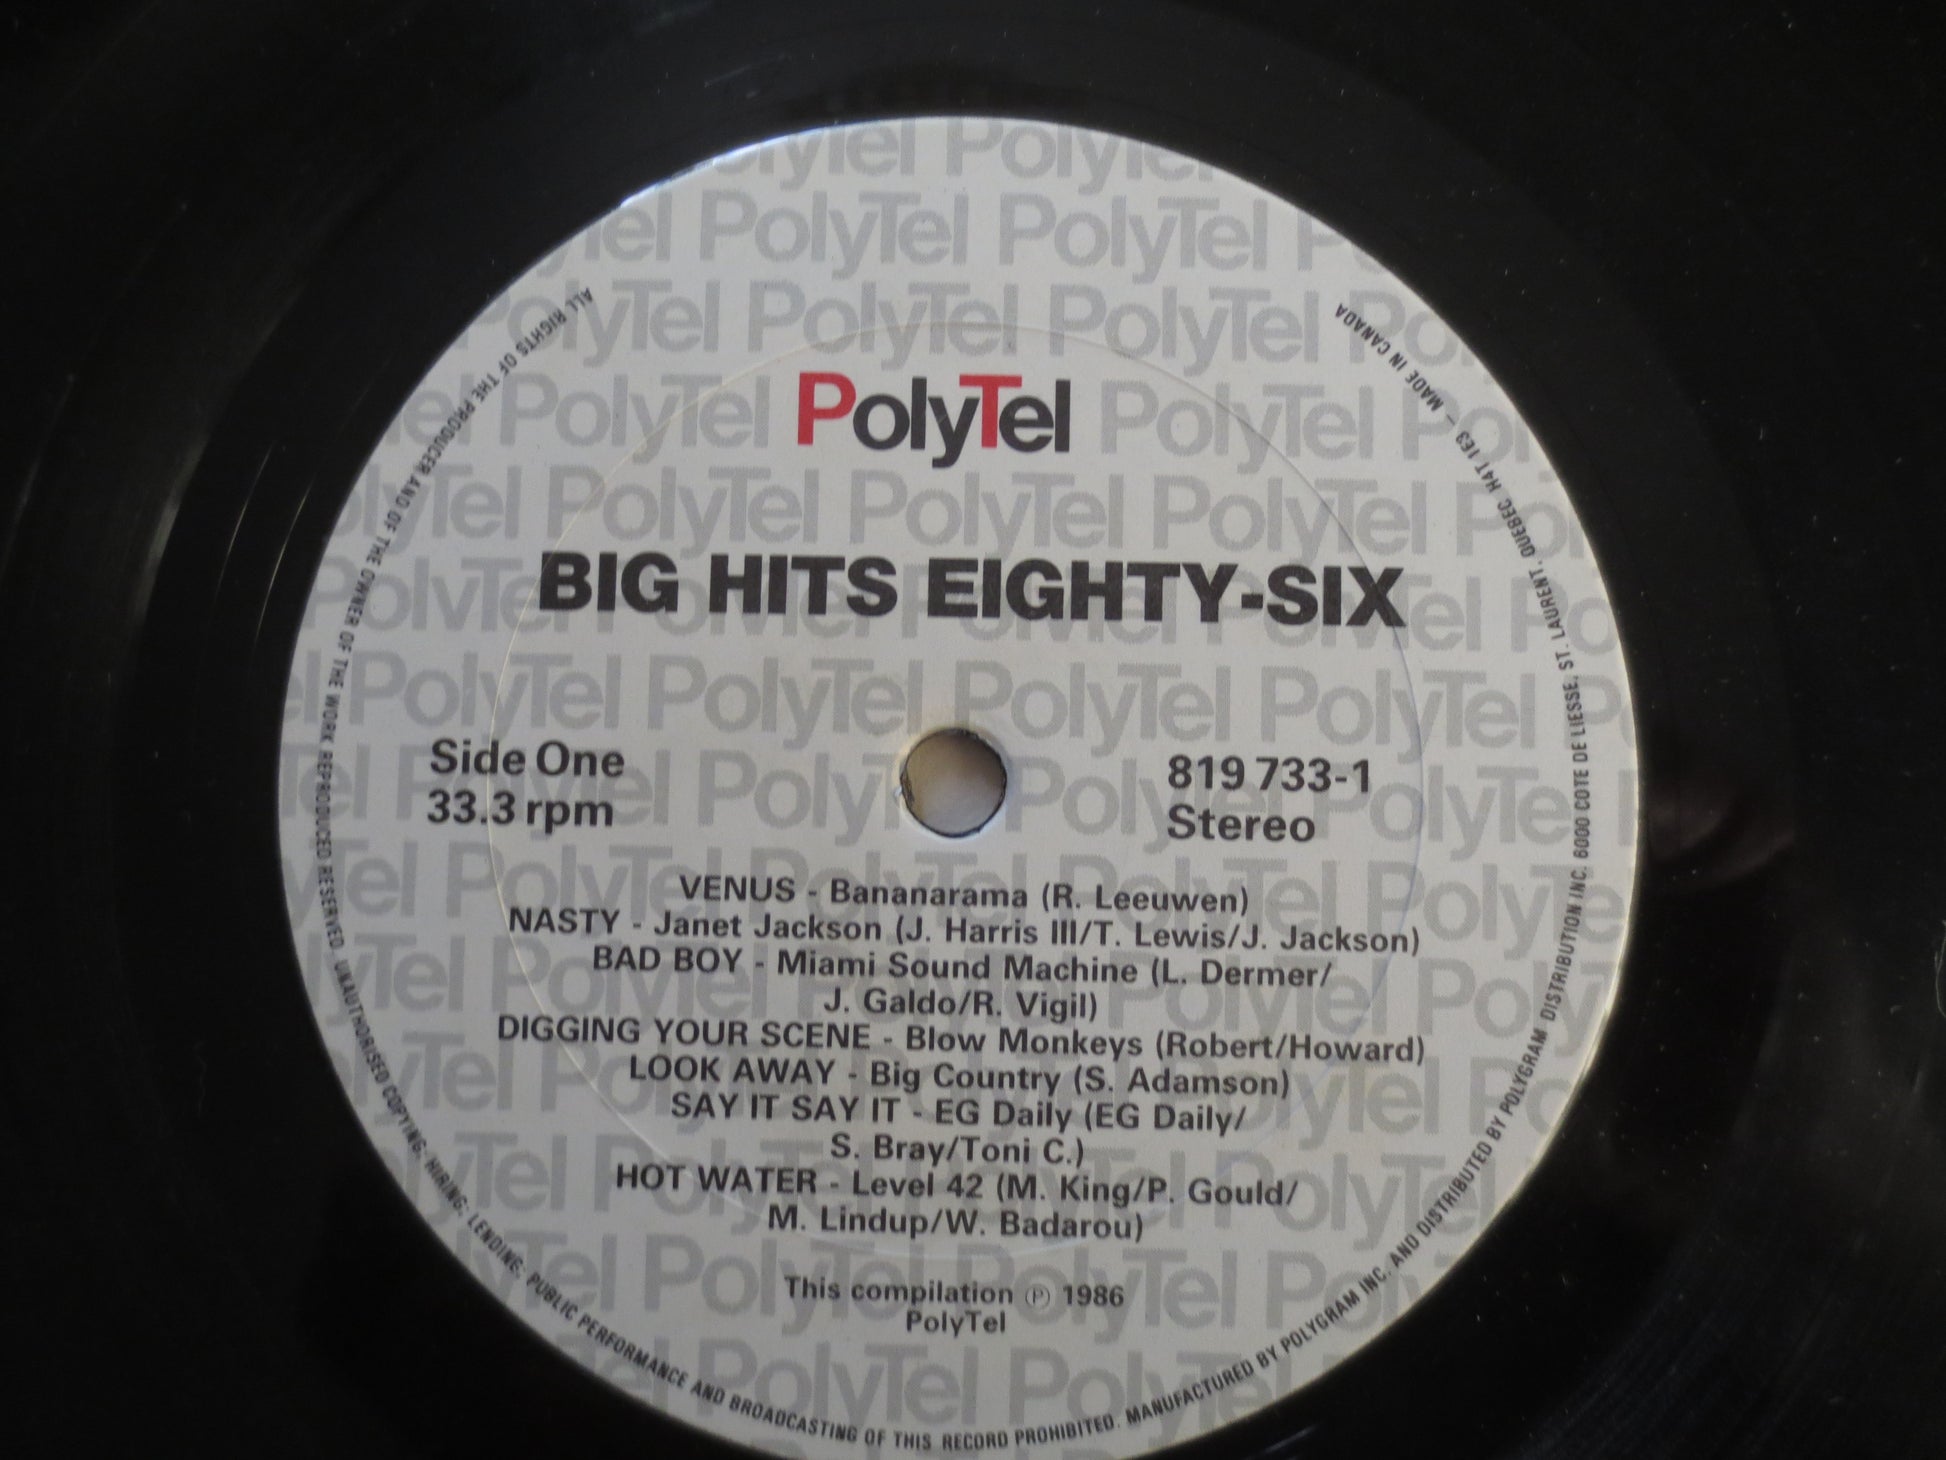 PolyTel
BIG HITS EIGHTY-SIX
Side One
33.3 rpm
819 733-1
Stereo
VENUS - Bananarama (R. Leeuwen)
NASTY - Janet Jackson (J. Harris III/T. Lewis/J. Jackson)
BAD BOY - Miami Sound Machine (L. Dermer/
J. Galdo/R. Vigil)
DIGGING YOUR SCENE - Blow Monkeys (Robert/Howard)
LOOK AWAY - Big Country (S. Adamson)
SAY IT SAY IT - EG Daily (EG Daily/
S. Bray/Toni C.)
HOT WATER - Level 42 (M. King/P. Gould/
M. Lindup/W. Badarou)
This compilation ℗ 1986
PolyTel
ALL RIGHTS OF THE PRODUCER AND OF THE OWNER OF THE WORK REPRODUCED RESERVED. UNAUTHORISED COPYING; HIRING; LENDING; PUBLIC PERFORMANCE AND BROADCASTING OF THIS RECORD PROHIBITED. MANUFACTURED BY POLYGRAM INC. AND DISTRIBUTED BY POLYGRAM DISTRIBUTION INC. 6000 COTE DE LIESSE, ST. LAURENT, QUEBEC, H4T 1E3 – MADE IN CANADA